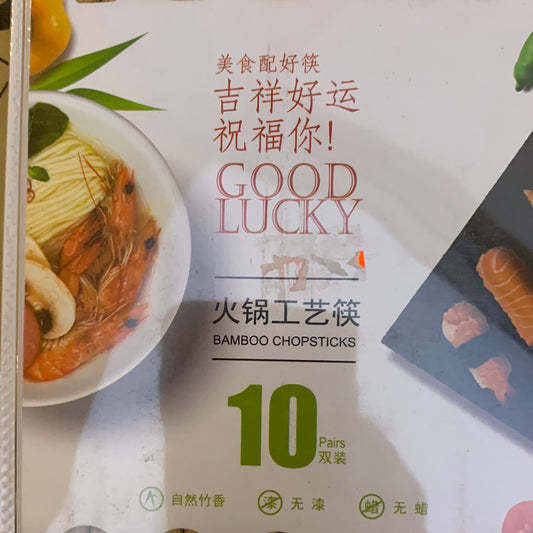 美食配好筷
吉祥好运
祝福你!
GOOD
LUCKY
火锅工艺筷
BAMBOO CHOPSTICKS
10 Pairs
双装
自然竹香 漆 无漆 蜡 无蜡